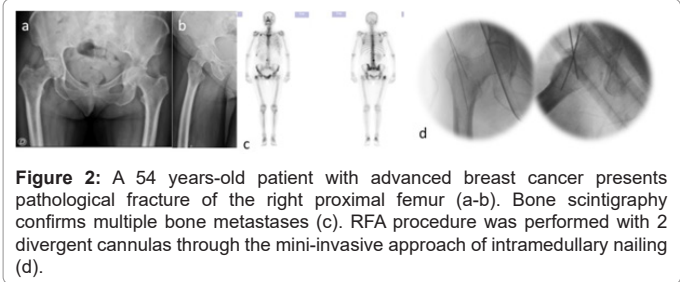 a
b
c
d
Figure 2: A 54 years-old patient with advanced breast cancer presents
pathological fracture of the right proximal femur (a-b). Bone scintigraphy
confirms multiple bone metastases (c). RFA procedure was performed with 2
divergent cannulas through the mini-invasive approach of intramedullary nailing
(d).